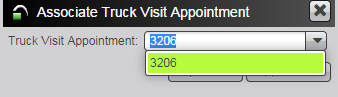 Associate Truck Visit Appointment
Truck Visit Appointment: 3206
3206